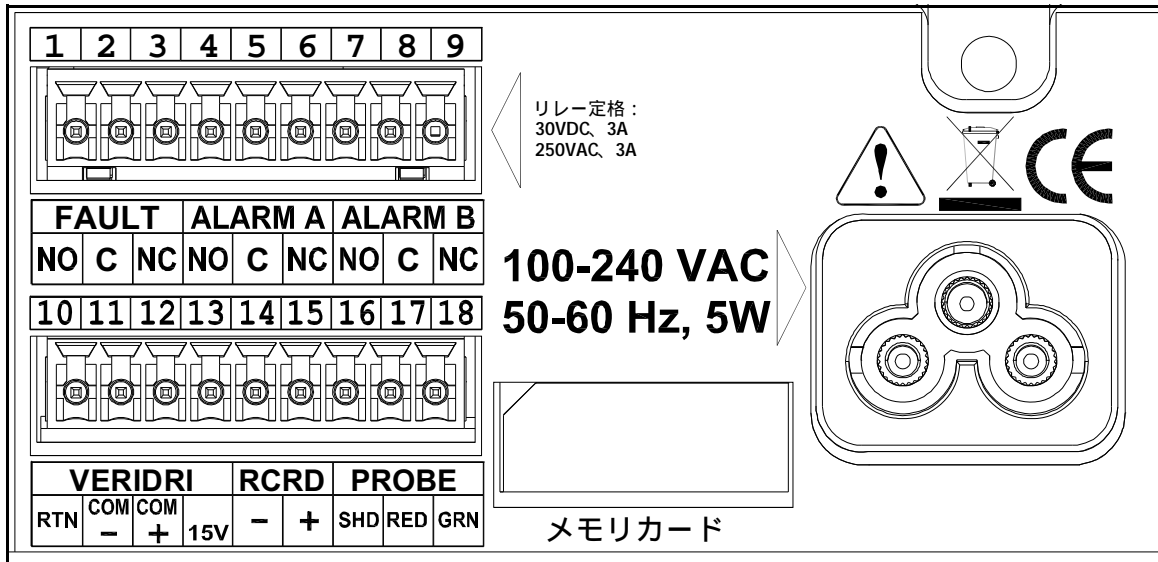 1 2 3 4 5 6 7 8 9
リレー定格：
30VDC、3A
250VAC、3A
FAULT ALARM A ALARM B
NO C NC NO C NC NO C NC
100-240 VAC
50-60 Hz, 5W
10 11 12 13 14 15 16 17 18
VERIDRI RCRD PROBE
RTN COM - COM + 15V - + SHD RED GRN
メモリカード
CE